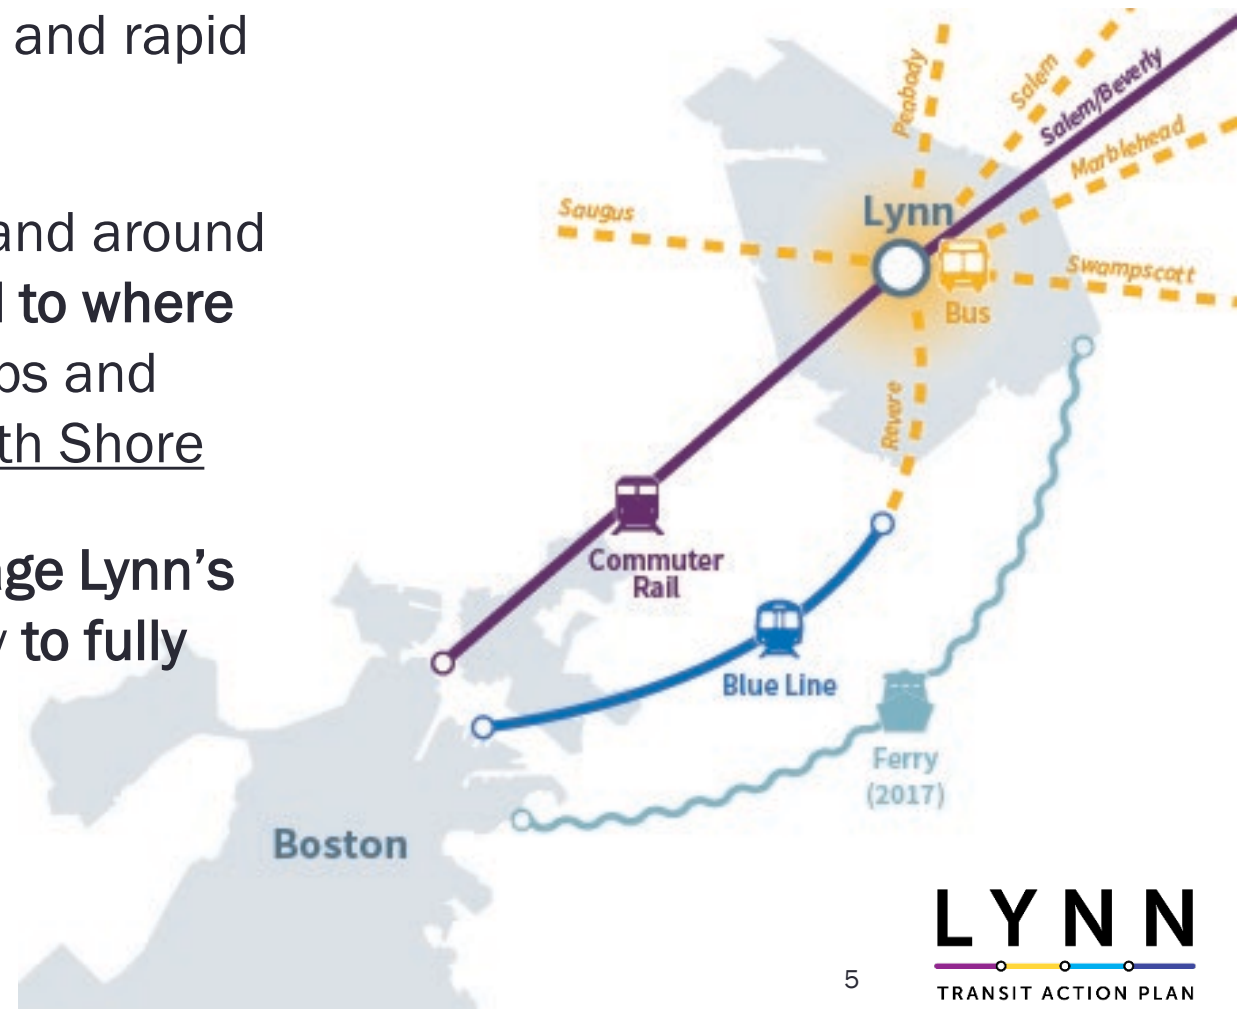 and rapid
and around
to where
and
th Shore
age Lynn's
to fully
Peabody
Salem
Salem/Beverly
Marblehead
Saugus
Lynn
Swampscott
Bus
Revere
Commuter
Rail
Blue Line
Ferry
(2017)
Boston
LYNN
TRANSIT ACTION PLAN
5